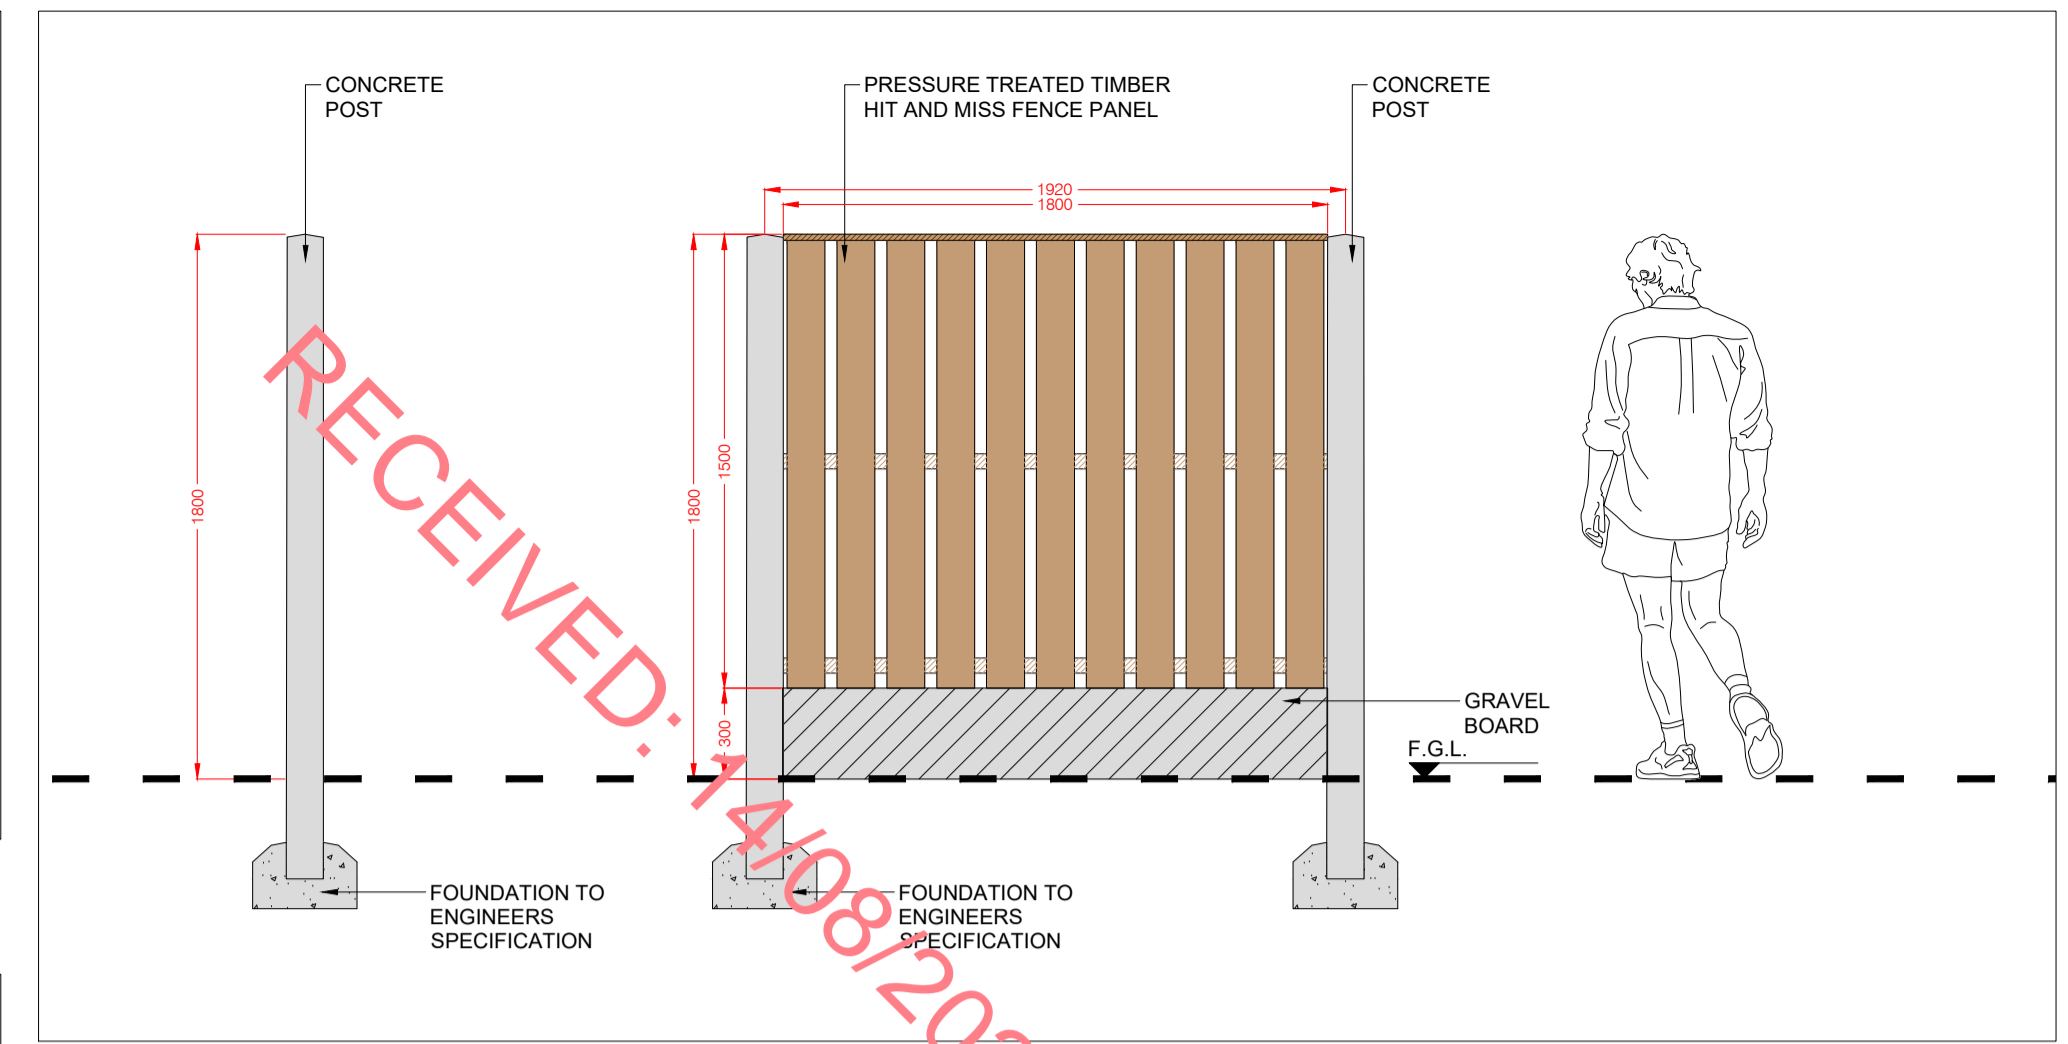 CONCRETE
POST
PRESSURE TREATED TIMBER
HIT AND MISS FENCE PANEL
CONCRETE
POST
1920
1800
1800
1800
1500
300
GRAVEL
BOARD
F.G.L.
FOUNDATION TO
ENGINEERS
SPECIFICATION
FOUNDATION TO
ENGINEERS
SPECIFICATION
RECEIVED: 14/08/202